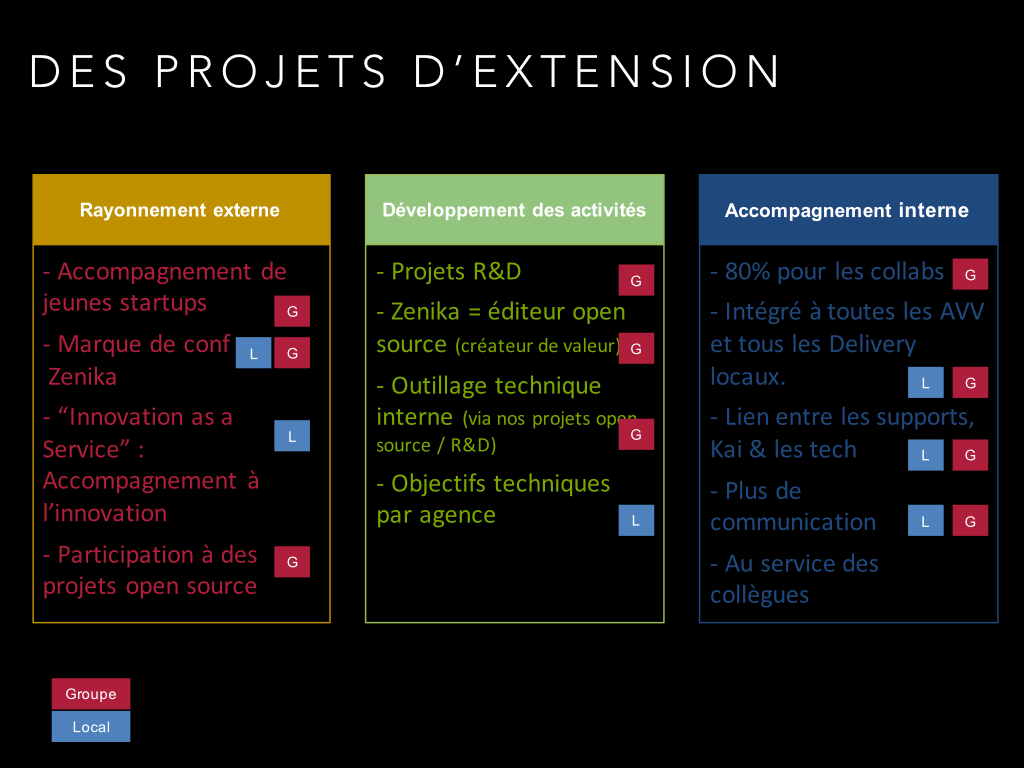 DES PROJETS D’EXTENSION
Rayonnement externe
- Accompagnement de
jeunes startups
G
- Marque de conf
L G
Zenika
- “Innovation as a
L
Service” :
Accompagnement à
l’innovation
- Participation à des
G
projets open source
Développement des activités
- Projets R&D
G
- Zenika = éditeur open
source (créateur de valeur)
G
- Outillage technique
interne (via nos projets open
G
source / R&D)
- Objectifs techniques
par agence
L
Accompagnement interne
- 80% pour les collabs
G
- Intégré à toutes les AVV
et tous les Delivery
locaux.
L G
- Lien entre les supports,
Kai & les tech
L G
- Plus de
communication
L G
- Au service des
collègues
Groupe
Local